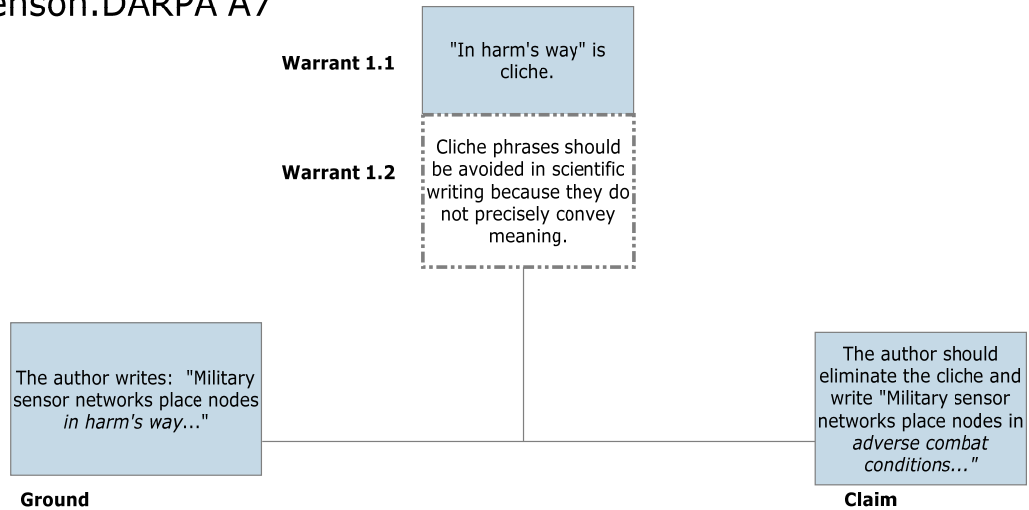 enson.DARPA A7
Warrant 1.1
"In harm's way" is
cliche.
Warrant 1.2
Cliche phrases should
be avoided in scientific
writing because they do
not precisely convey
meaning.
The author writes:  "Military
sensor networks place nodes
in harm's way..."
Ground
The author should
eliminate the cliche and
write "Military sensor
networks place nodes in
adverse combat
conditions..."
Claim